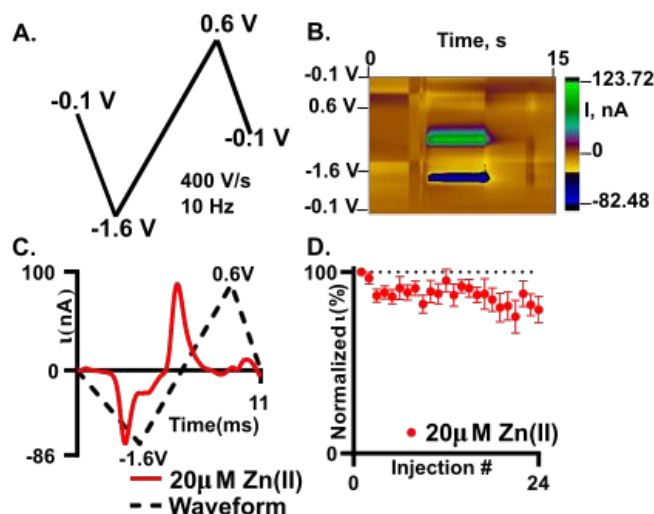 A.
0.6 V
-0.1 V
-0.1 V
400 V/s
10 Hz
-1.6 V
B.
Time, s
0
15
-0.1 V
0.6 V
-1.6 V
-0.1 V
123.72
I, nA
0
-82.48
C.
100
0.6V
ι(nA)
0
Time(ms)
11
-86
-1.6V
20μM Zn(II)
Waveform
D.
100
Normalized ι(%)
20μM Zn(II)
0
0
Injection #
24